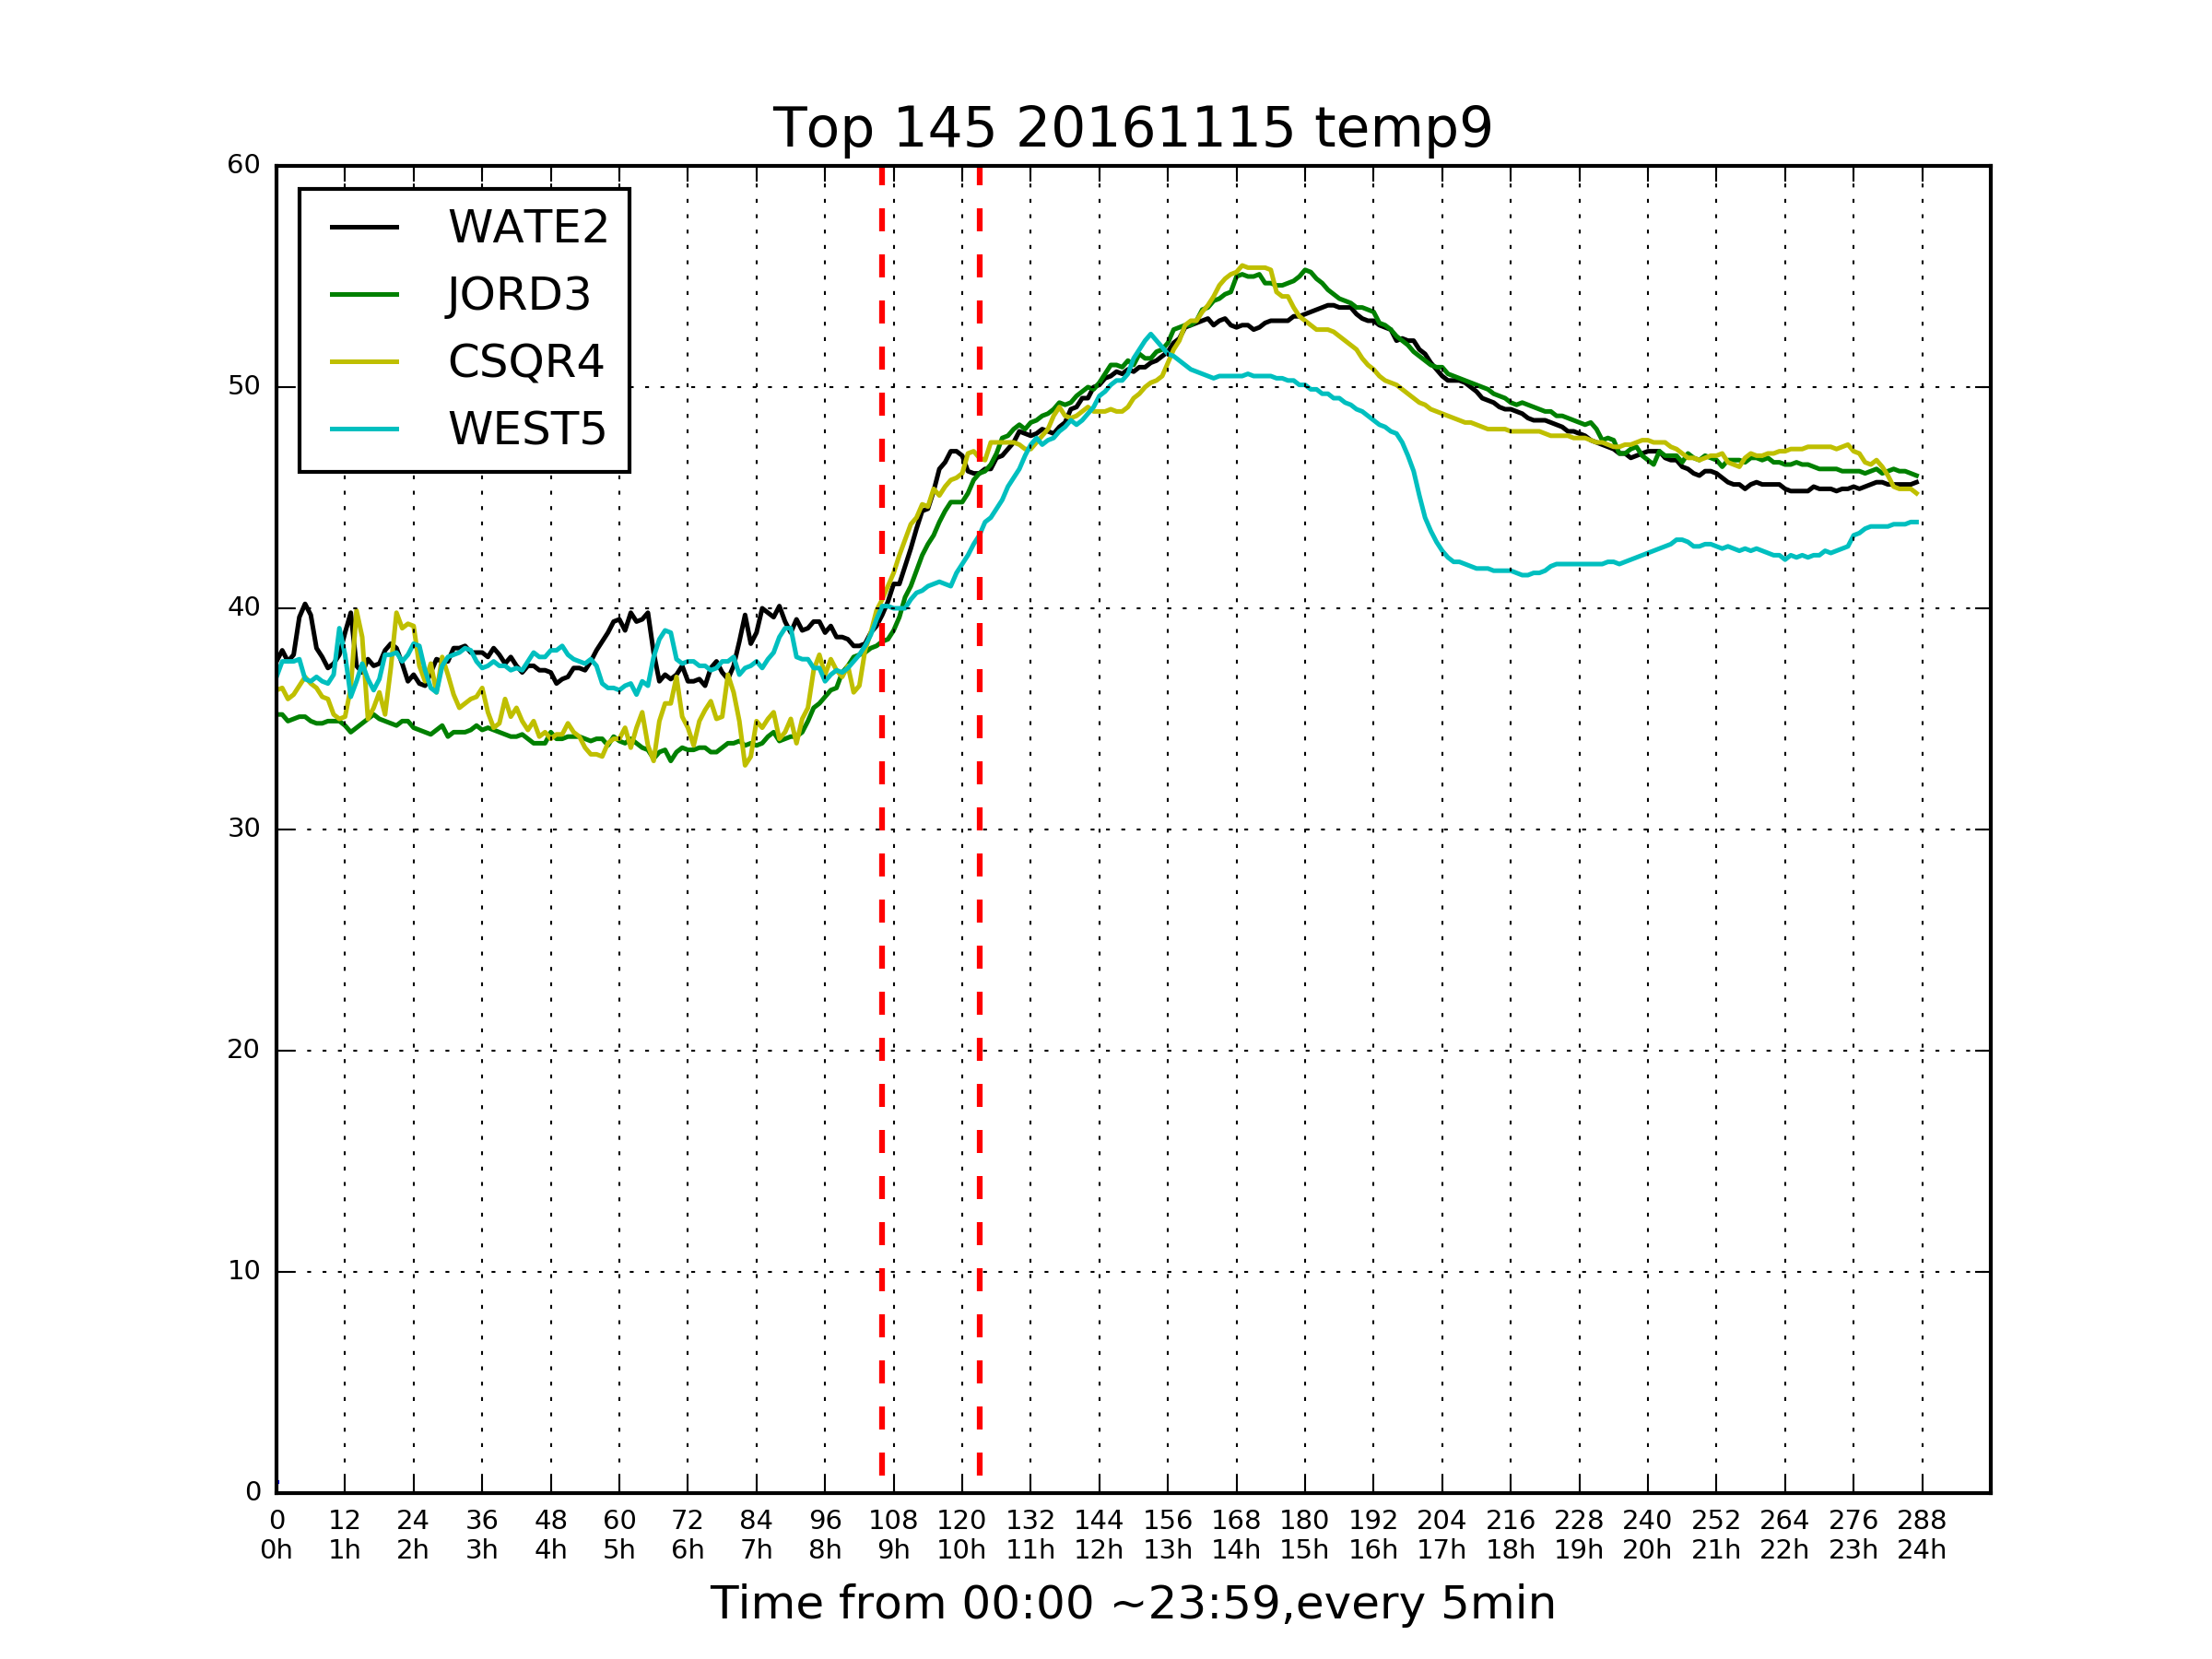 Top 145 20161115 temp9
60
50
40
30
20
10
0
WATE2
JORD3
CSQR4
WEST5
0 12 24 36 48 60 72 84 96 108 120 132 144 156 168 180 192 204 216 228 240 252 264 276 288
0h 1h 2h 3h 4h 5h 6h 7h 8h 9h 10h 11h 12h 13h 14h 15h 16h 17h 18h 19h 20h 21h 22h 23h 24h
Time from 00:00 ~23:59,every 5min